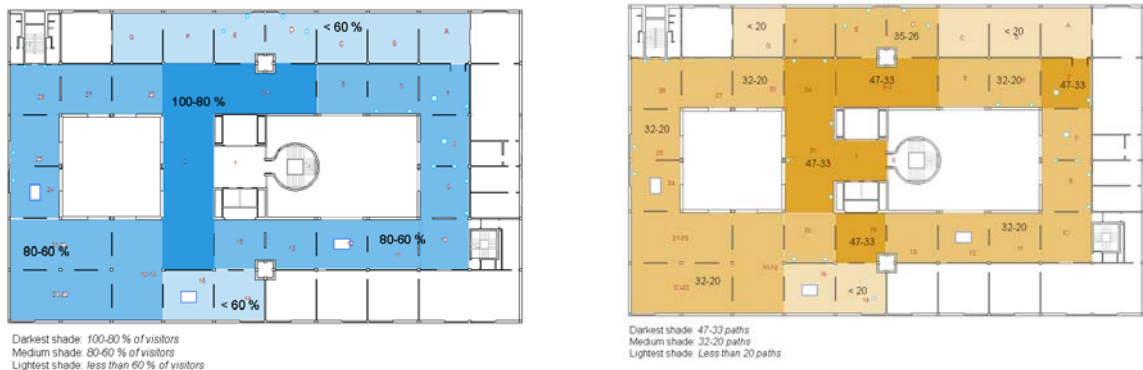 < 60 %
G F E D C B A
100-80 %
80-60 %
80-60 %
< 60 %
Darkest shade: 100-80 % of visitors
Medium shade: 80-60 % of visitors
Lightest shade: less than 60 % of visitors
< 20
35-26
< 20
G F E C A
32-20
47-33
32-20
47-33
32-20
47-33
47-33
32-20
32-20
< 20
Darkest shade: 47-33 paths
Medium shade: 32-20 paths
Lightest shade: Less than 20 paths